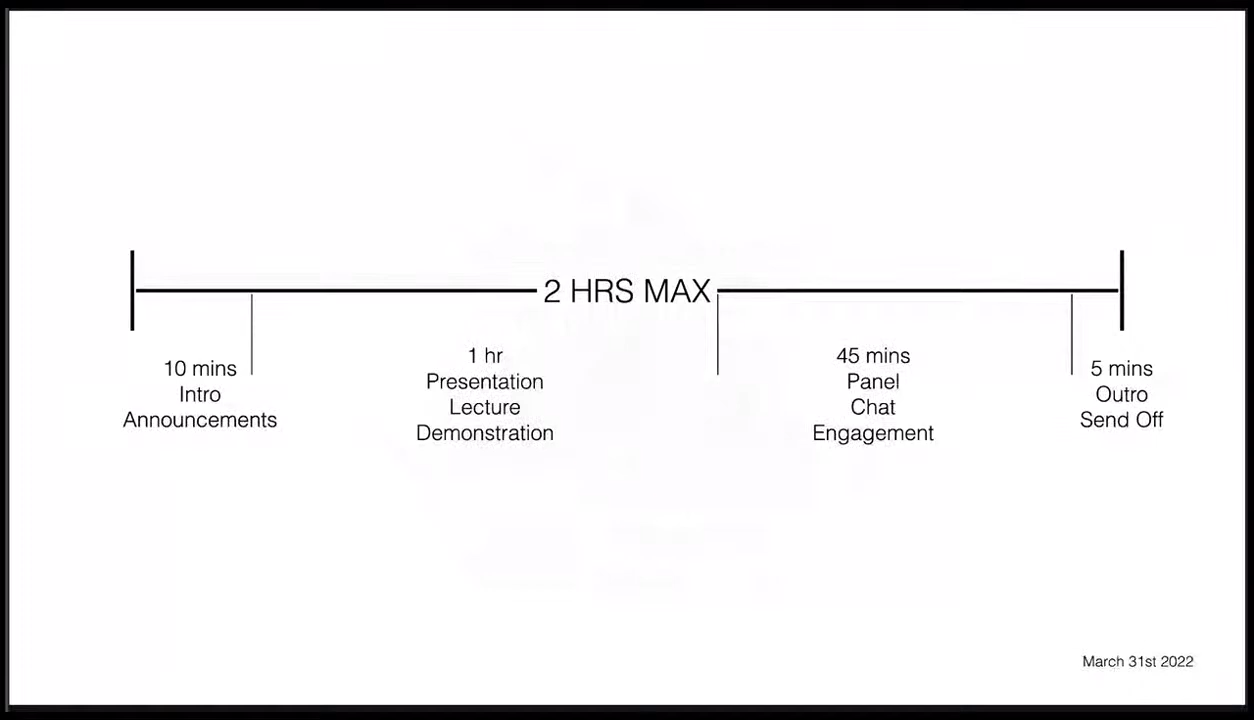 2 HRS MAX
10 mins
Intro
Announcements
1 hr
Presentation
Lecture
Demonstration
45 mins
Panel
Chat
Engagement
5 mins
Outro
Send Off
March 31st 2022